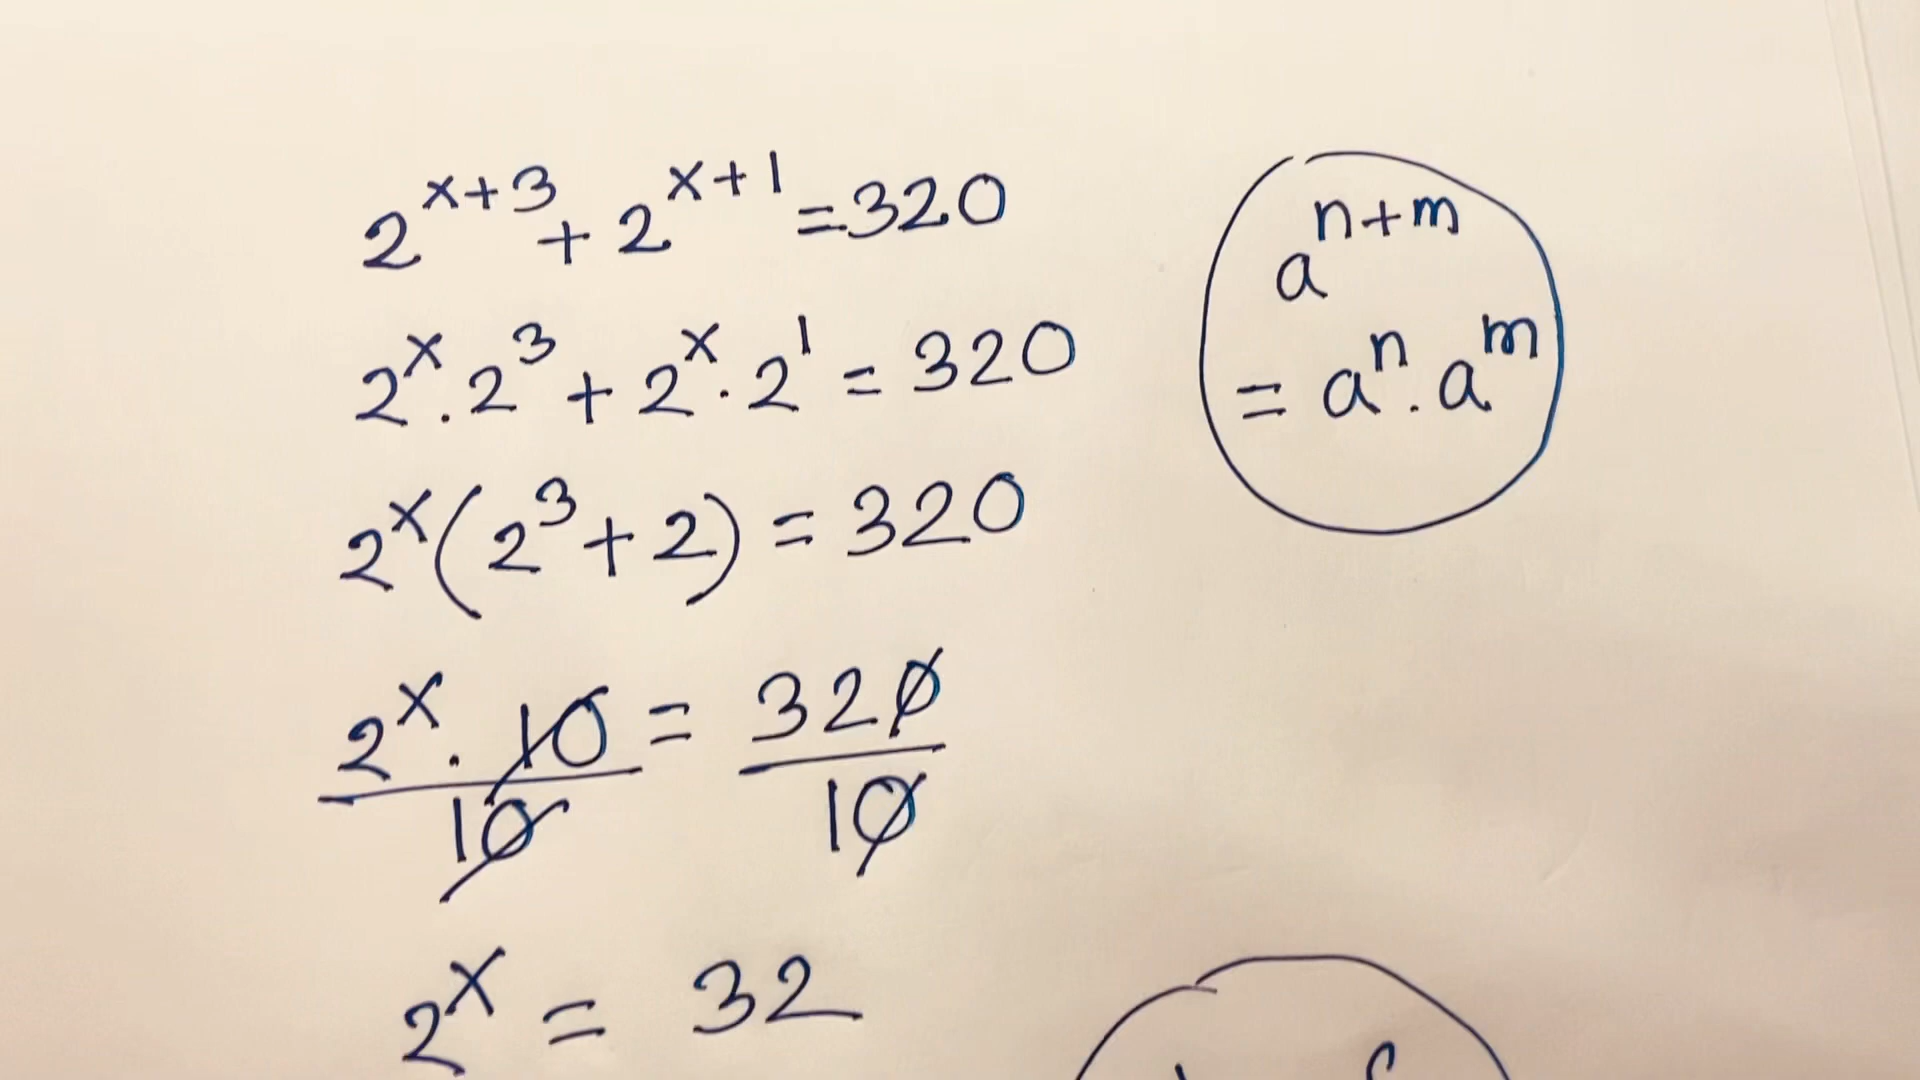 2^{x+3} + 2^{x+1} = 320
2^x . 2^3 + 2^x . 2^1 = 320
2^x (2^3 + 2) = 320
2^x . 10 / 10 = 320 / 10
2^x = 32
a^{n+m}
= a^n . a^m